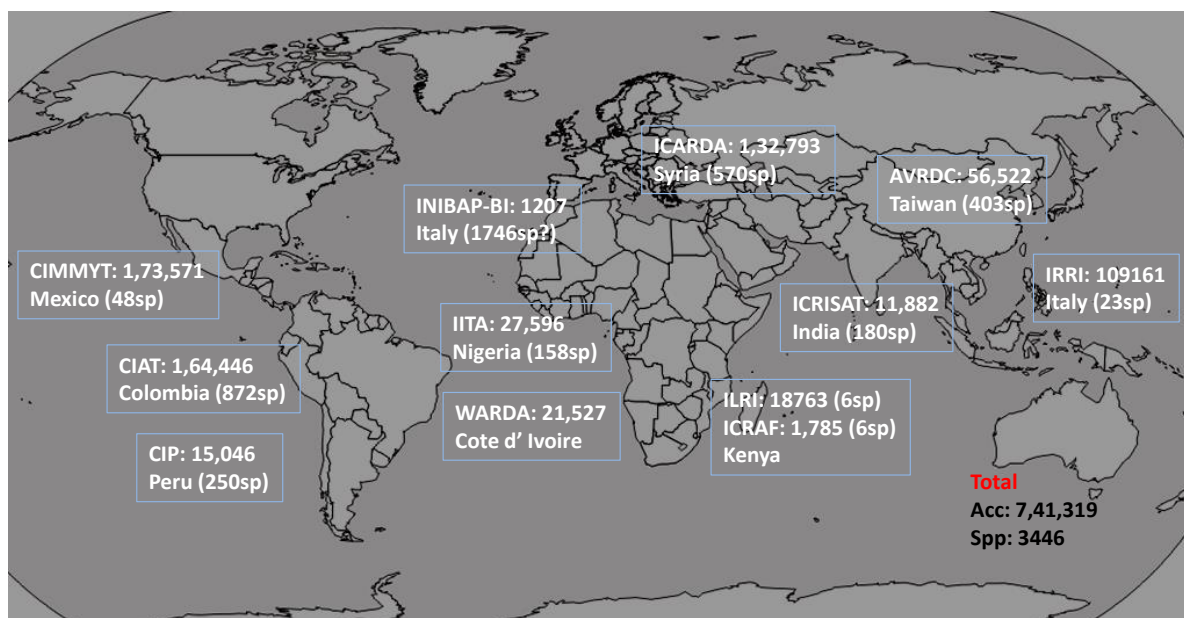 ICARDA: 1,32,793
Syria (570sp)
AVRDC: 56,522
Taiwan (403sp)
INIBAP-BI: 1207
Italy (1746sp?)
CIMMYT: 1,73,571
Mexico (48sp)
IRRI: 109161
Italy (23sp)
ICRISAT: 11,882
India (180sp)
IITA: 27,596
Nigeria (158sp)
CIAT: 1,64,446
Colombia (872sp)
WARDA: 21,527
Cote d' Ivoire
ILRI: 18763 (6sp)
ICRAF: 1,785 (6sp)
Kenya
CIP: 15,046
Peru (250sp)
Total
Acc: 7,41,319
Spp: 3446